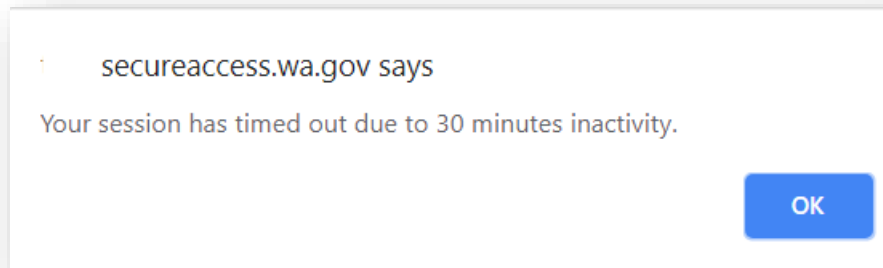 secureaccess.wa.gov says
Your session has timed out due to 30 minutes inactivity.
OK